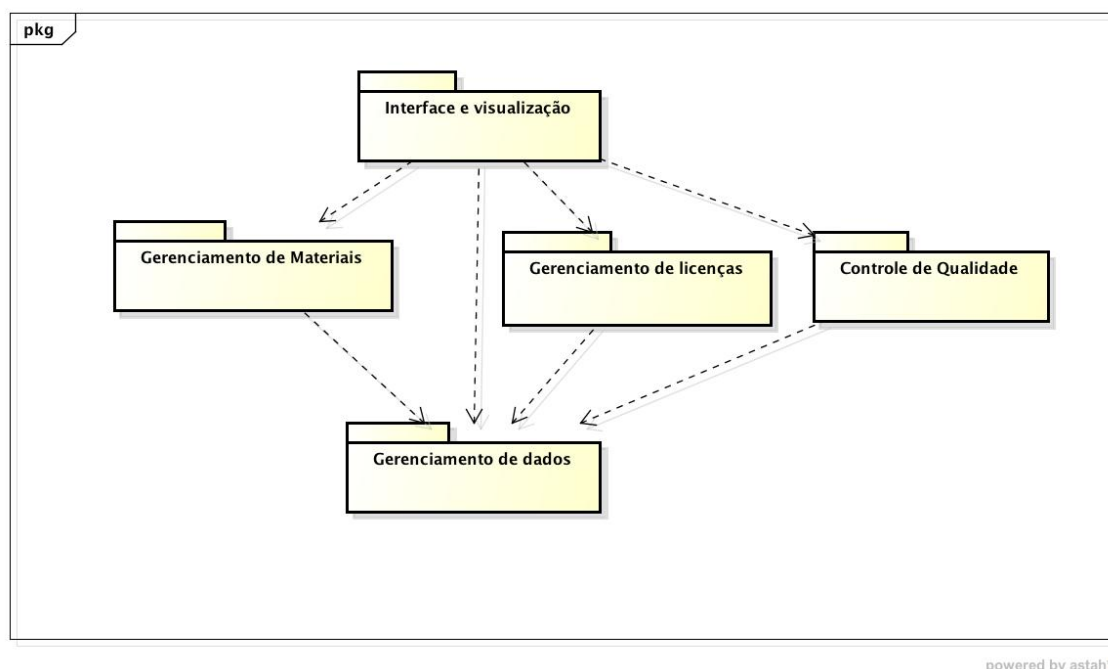 pkg
Interface e visualização
Gerenciamento de Materiais
Gerenciamento de licenças
Controle de Qualidade
Gerenciamento de dados
powered by astah